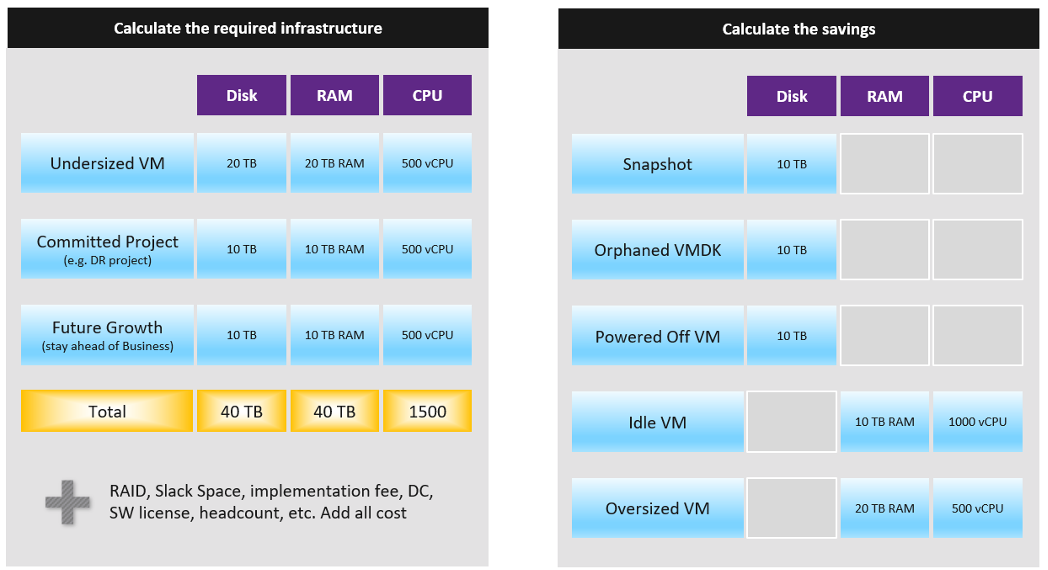 Calculate the required infrastructure
Disk RAM CPU
Undersized VM 20 TB 20 TB RAM 500 vCPU
Committed Project
(e.g. DR project)
10 TB 10 TB RAM 500 vCPU
Future Growth
(stay ahead of Business)
10 TB 10 TB RAM 500 vCPU
Total 40 TB 40 TB 1500
RAID, Slack Space, implementation fee, DC,
SW license, headcount, etc. Add all cost
Calculate the savings
Disk RAM CPU
Snapshot 10 TB
Orphaned VMDK 10 TB
Powered Off VM 10 TB
Idle VM 10 TB RAM 1000 vCPU
Oversized VM 20 TB RAM 500 vCPU